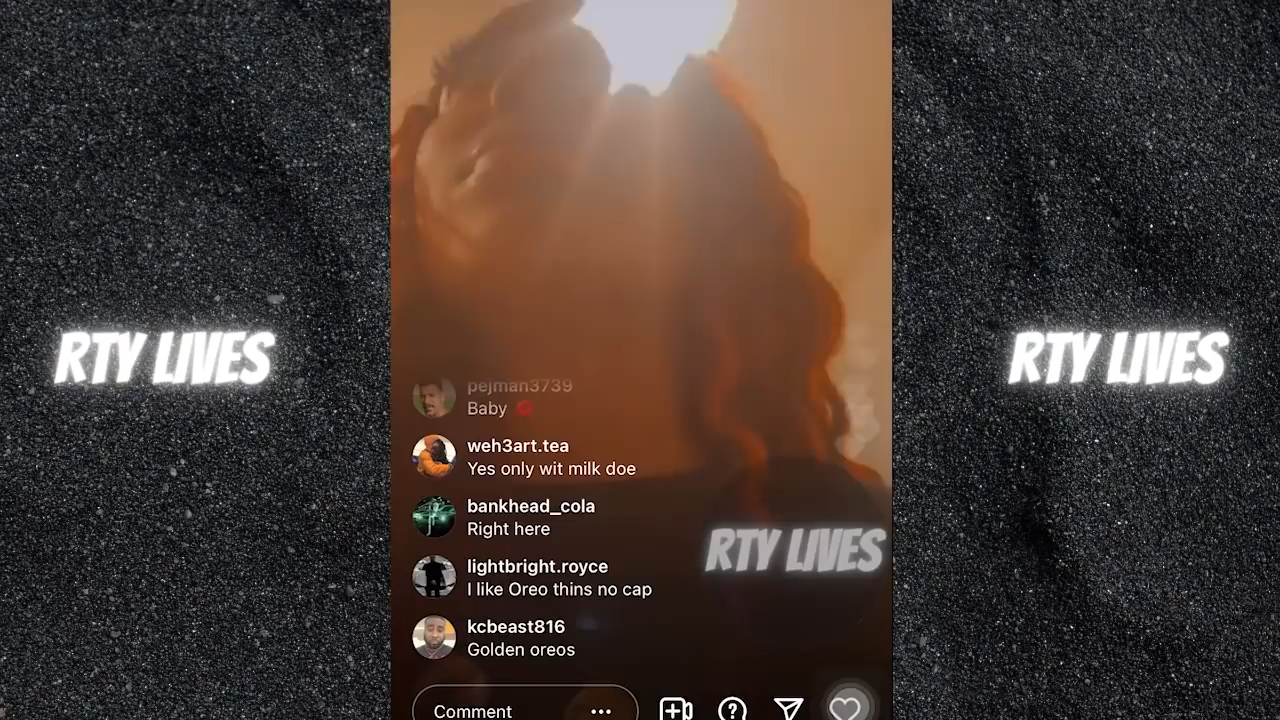 RTY LIVES
RTY LIVES
pejman3739
Baby
weh3art.tea
Yes only wit milk doe
bankhead_cola
Right here
RTY LIVES
lightbright.royce
I like Oreo thins no cap
kcbeast816
Golden oreos
Comment